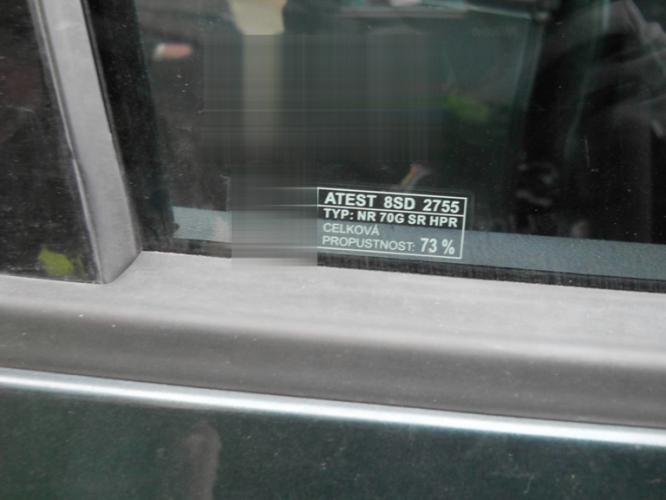 ATEST 8SD 2755
TYP: NR 70G SR HPR
CELKOVÁ
PROPUSTNOST: 73 %